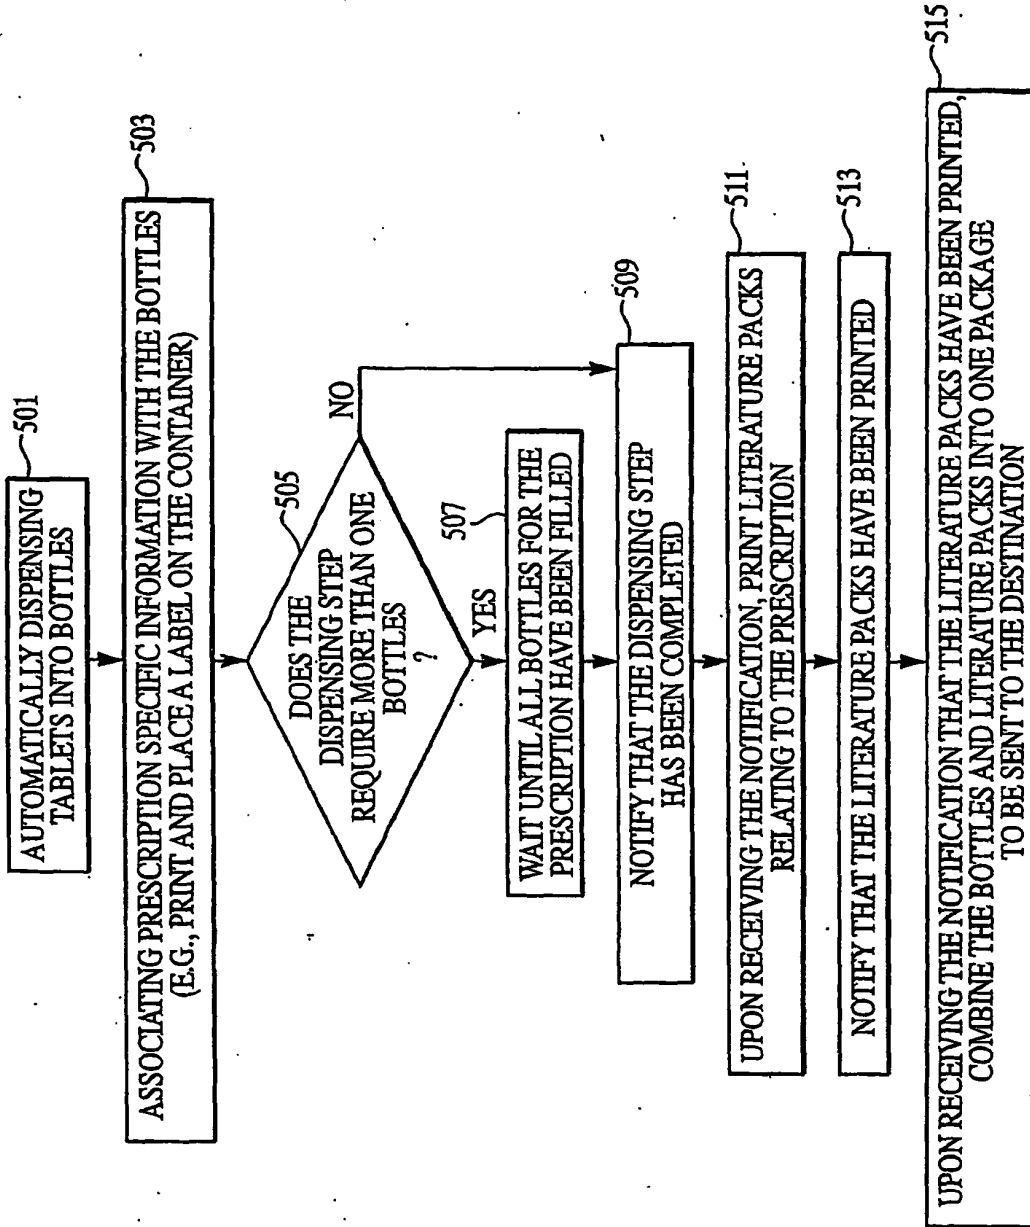 501
AUTOMATICALLY DISPENSING
TABLETS INTO BOTTLES
503
ASSOCIATING PRESCRIPTION SPECIFIC INFORMATION WITH THE BOTTLES
(E.G., PRINT AND PLACE A LABEL ON THE CONTAINER)
505
DOES THE
DISPENSING STEP
REQUIRE MORE THAN ONE
BOTTLES
?
NO
YES
507
WAIT UNTIL ALL BOTTLES FOR THE
PRESCRIPTION HAVE BEEN FILLED
509
NOTIFY THAT THE DISPENSING STEP
HAS BEEN COMPLETED
511
UPON RECEIVING THE NOTIFICATION, PRINT LITERATURE PACKS
RELATING TO THE PRESCRIPTION
513
NOTIFY THAT THE LITERATURE PACKS HAVE BEEN PRINTED
515
UPON RECEIVING THE NOTIFICATION THAT THE LITERATURE PACKS HAVE BEEN PRINTED,
COMBINE THE BOTTLES AND LITERATURE PACKS INTO ONE PACKAGE
TO BE SENT TO THE DESTINATION